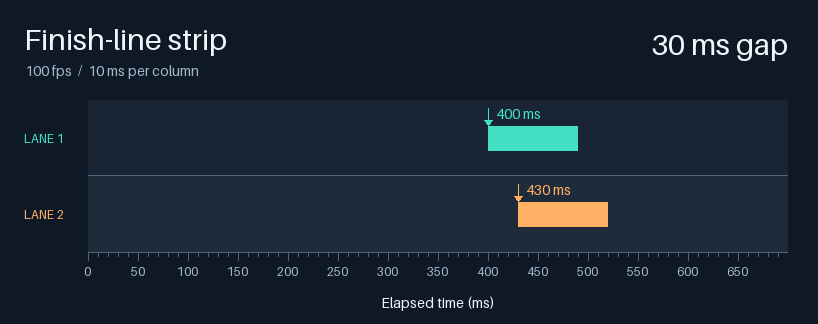 Finish-line strip
30 ms gap
100 fps / 10 ms per column
400 ms
LANE 1
430 ms
LANE 2
0 50 100 150 200 250 300 350 400 450 500 550 600 650
Elapsed time (ms)